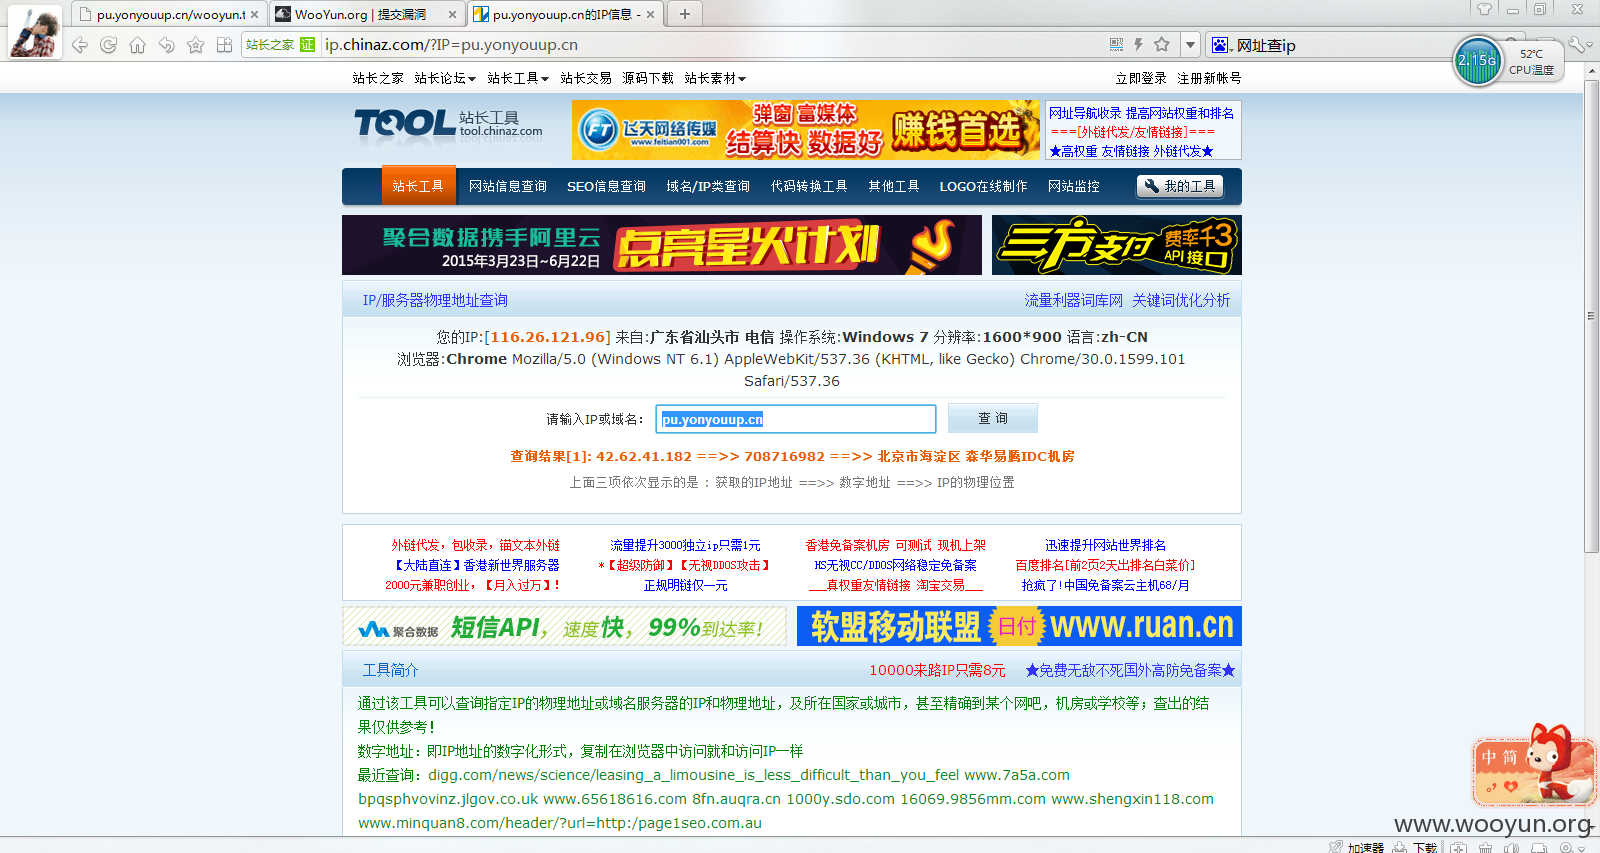 pu.yonyouup.cn/wooyun.t
WooYun.org | 提交漏洞
pu.yonyouup.cn的IP信息 -
站长之家 证 ip.chinaz.com/?IP=pu.yonyouup.cn
网址查ip
2.15G
52℃
CPU温度
站长之家 站长论坛 站长工具 站长交易 源码下载 站长素材
立即登录 注册新帐号
TOOL 站长工具
tool.chinaz.com
飞天网络传媒
www.feitian001.com
弹窗 富媒体
结算快 数据好
赚钱首选
网址导航收录 提高网站权重和排名
===[外链代发/友情链接]===
★高权重 友情链接 外链代发★
站长工具 网站信息查询 SEO信息查询 域名/IP类查询 代码转换工具 其他工具 LOGO在线制作 网站监控 我的工具
聚合数据携手阿里云
2015年3月23日~6月22日
点亮星火计划
三方支付 费率千3
API接口
IP/服务器物理地址查询
流量利器词库网 关键词优化分析
您的IP:[116.26.121.96] 来自:广东省汕头市 电信 操作系统:Windows 7 分辨率:1600*900 语言:zh-CN
浏览器:Chrome Mozilla/5.0 (Windows NT 6.1) AppleWebKit/537.36 (KHTML, like Gecko) Chrome/30.0.1599.101
Safari/537.36
请输入IP或域名： pu.yonyouup.cn 查 询
查询结果[1]: 42.62.41.182 ==>> 708716982 ==>> 北京市海淀区 森华易腾IDC机房
上面三项依次显示的是 : 获取的IP地址 ==>> 数字地址 ==>> IP的物理位置
外链代发，包收录，锚文本外链 流量提升3000独立ip只需1元 香港免备案机房 可测试 现机上架 迅速提升网站世界排名
【大陆直连】香港新世界服务器 *【超级防御】【无视DDOS攻击】 HS无视CC/DDOS网络稳定免备案 百度排名[前2页2天出排名白菜价]
2000元兼职创业，【月入过万】！ 正规明链仅一元 ___真权重友情链接 淘宝交易___ 抢疯了!中国免备案云主机68/月
聚合数据 短信API，速度快，99%到达率！
软盟移动联盟 日付 www.ruan.cn
工具简介
10000来路IP只需8元 ★免费无敌不死国外高防免备案★
通过该工具可以查询指定IP的物理地址或域名服务器的IP和物理地址，及所在国家或城市，甚至精确到某个网吧，机房或学校等；查出的结
果仅供参考！
数字地址：即IP地址的数字化形式，复制在浏览器中访问就和访问IP一样
最近查询：digg.com/news/science/leasing_a_limousine_is_less_difficult_than_you_feel www.7a5a.com
bpqsphvovinz.jlgov.co.uk www.65618616.com 8fn.auqra.cn 1000y.sdo.com 16069.9856mm.com www.shengxin118.com
www.minquan8.com/header/?url=http:/page1seo.com.au
中 简
www.wooyun.org
加速器 下载